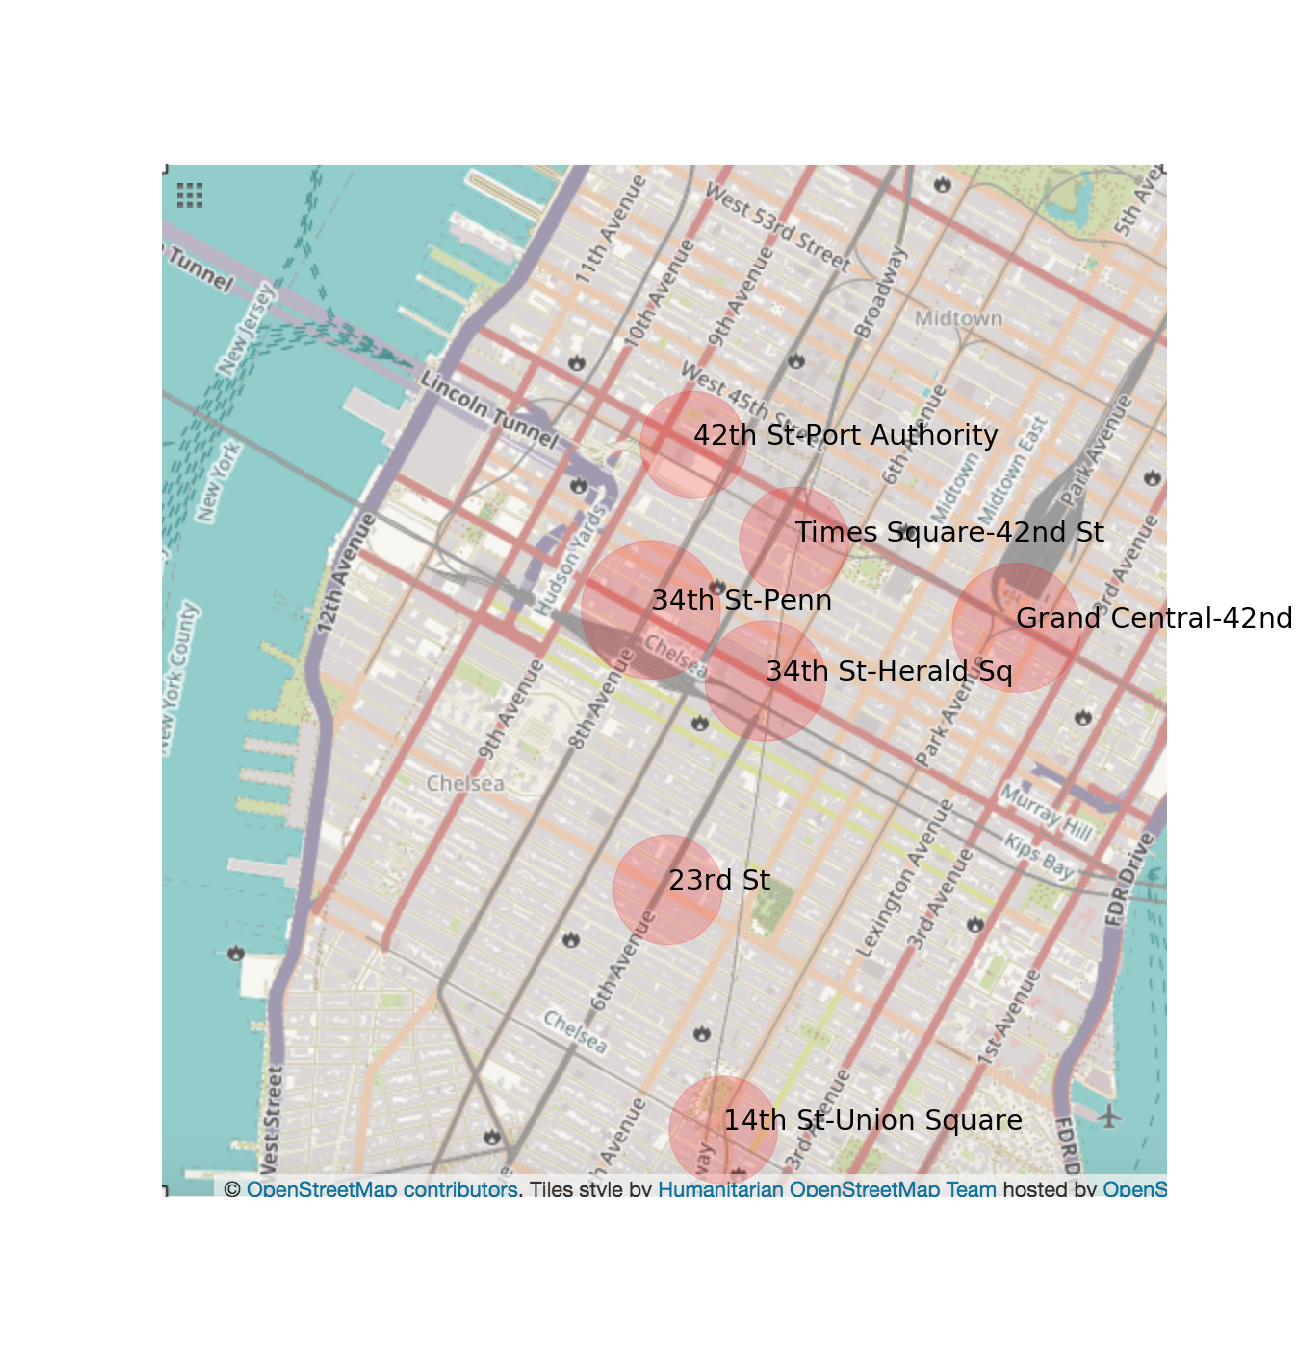 5th Aven
11th Avenue
West 53rd Street
Tunnel
10th Avenue
9th Avenue
Broadway
New Jersey
Midtown
West 45th Street
Lincoln Tunnel
6th Avenue
Park Avenue
42th St-Port Authority
Midtown
Midtown East
New York
12th Avenue
Hudson Yards
Times Square-42nd St
3rd Avenue
34th St-Penn
Grand Central-42nd
New York County
Chelsea
34th St-Herald Sq
9th Avenue
8th Avenue
Park Avenue
Chelsea
Murray Hill
Kips Bay
Lexington Avenue
3rd Avenue
FDR Drive
23rd St
6th Avenue
Chelsea
1st Avenue
West Street
h Avenue
14th St-Union Square
3rd Avenue
way
FDR D
© OpenStreetMap contributors. Tiles style by Humanitarian OpenStreetMap Team hosted by OpenS